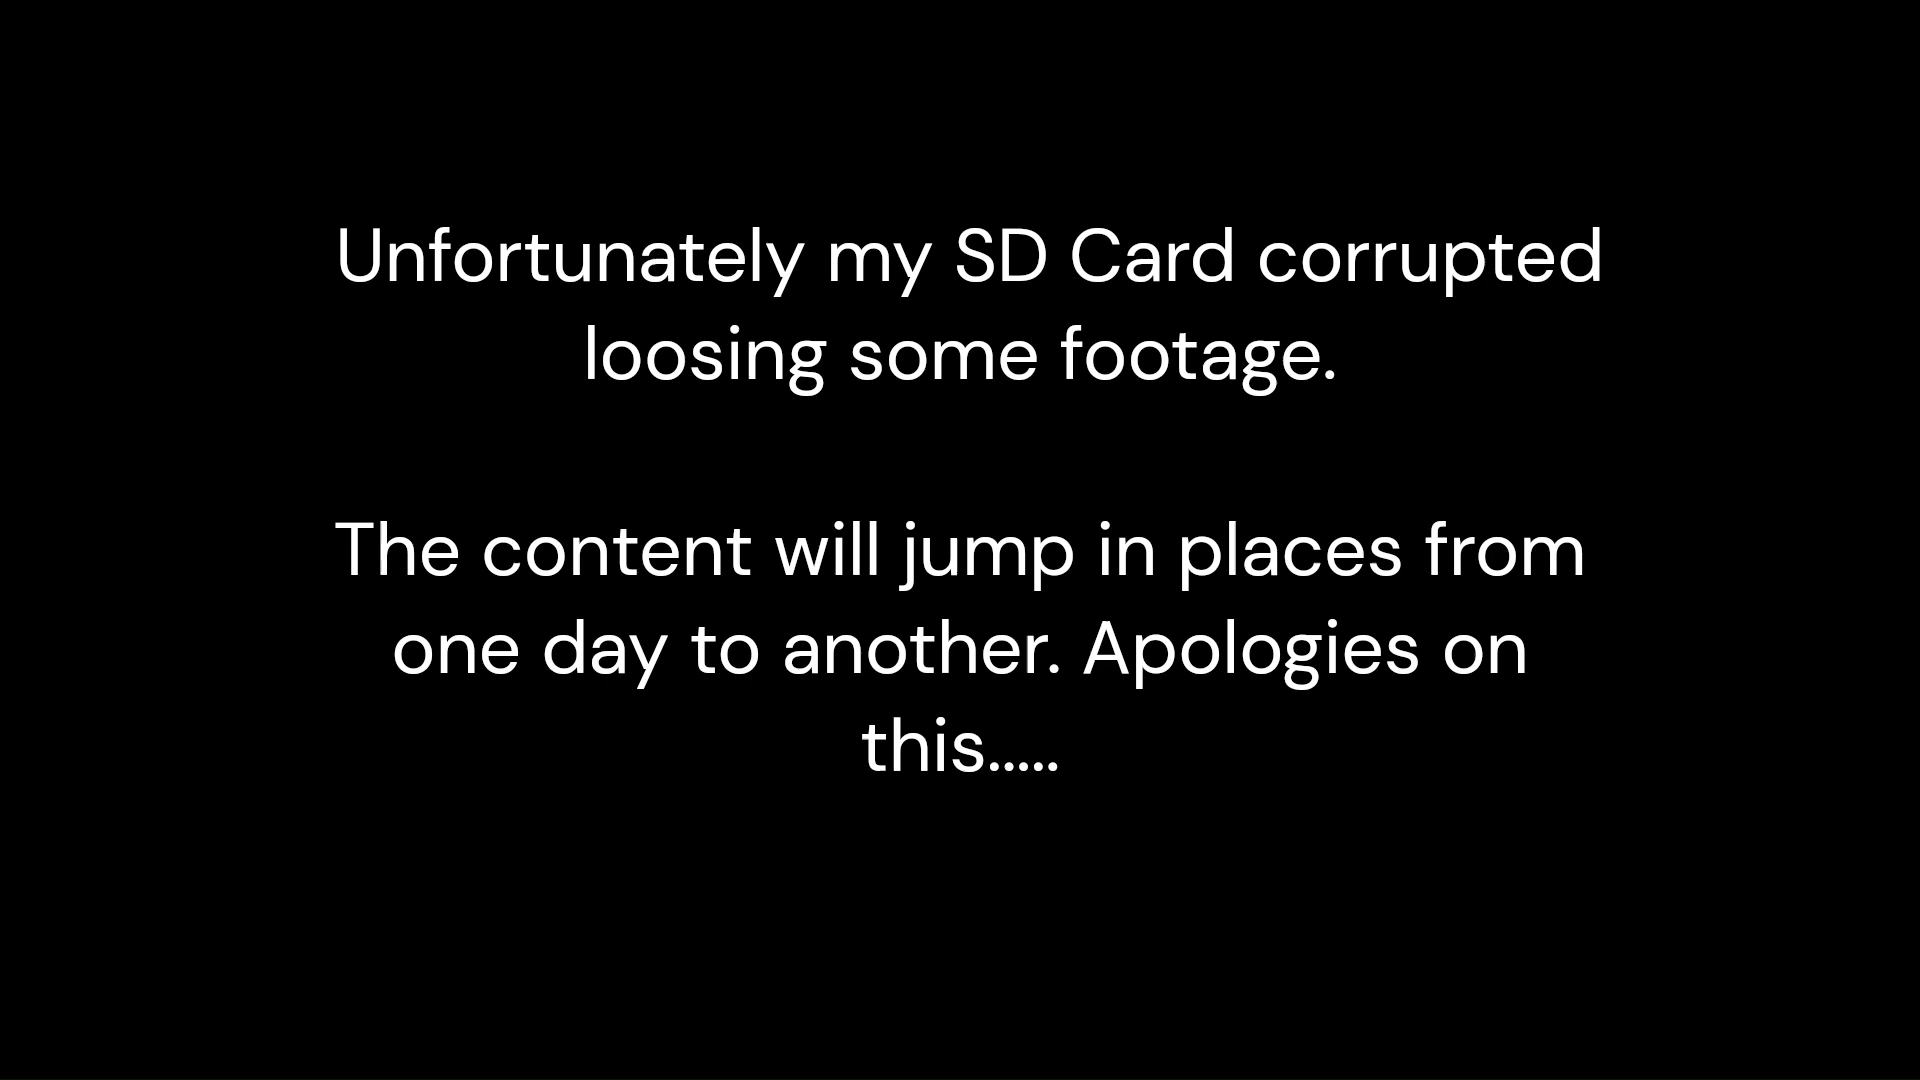 Unfortunately my SD Card corrupted
loosing some footage.
The content will jump in places from
one day to another. Apologies on
this.....